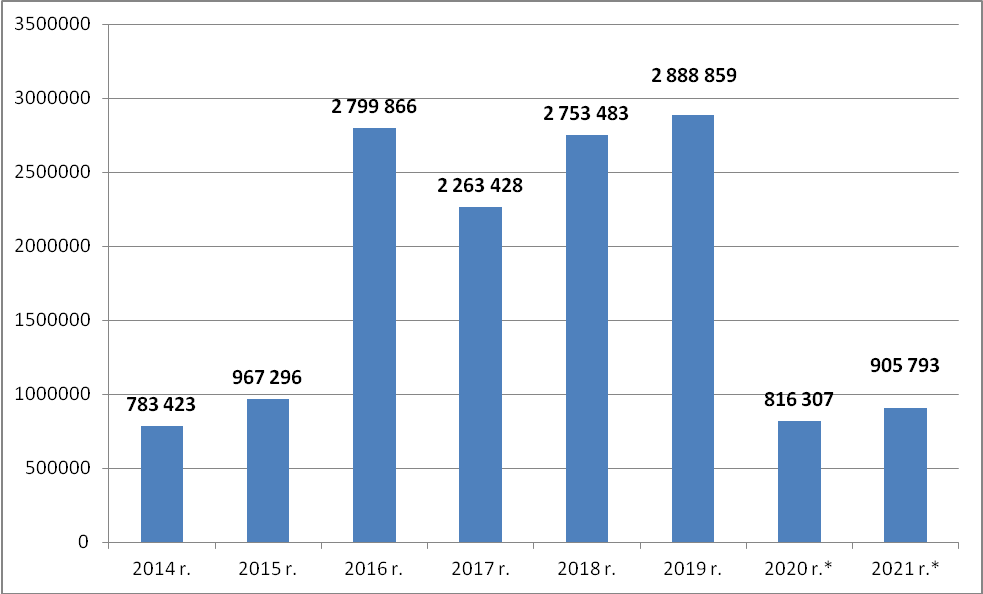 3500000
3000000
2500000
2000000
1500000
1000000
500000
0
783 423
967 296
2 799 866
2 263 428
2 753 483
2 888 859
816 307
905 793
2014 r.
2015 r.
2016 r.
2017 r.
2018 r.
2019 r.
2020 r.*
2021 r.*